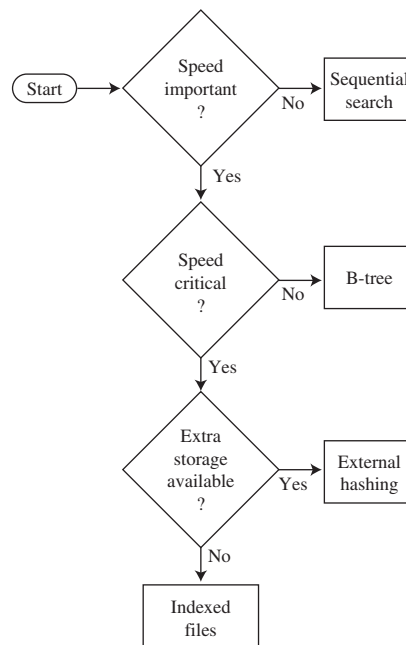 Start
Speed
important
?
No
Sequential
search
Yes
Speed
critical
?
No
B-tree
Yes
Extra
storage
available
?
Yes
External
hashing
No
Indexed
files